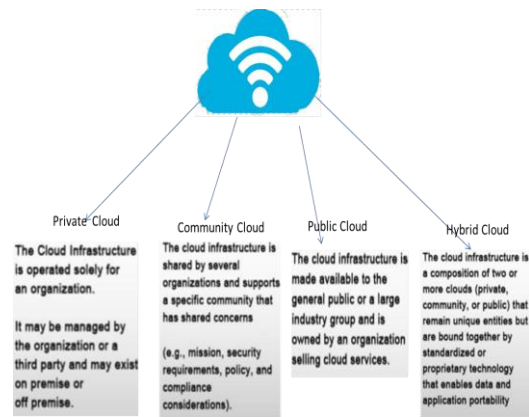 Private Cloud
The Cloud Infrastructure
is operated solely for
an organization.
It may be managed by
the organization or a
third party and may exist
on premise or
off premise.
Community Cloud
The cloud infrastructure is
shared by several
organizations and supports
a specific community that
has shared concerns
(e.g., mission, security
requirements, policy, and
compliance
considerations).
Public Cloud
The cloud infrastructure is
made available to the
general public or a large
industry group and is
owned by an organization
selling cloud services.
Hybrid Cloud
The cloud infrastructure is
a composition of two or
more clouds (private,
community, or public) that
remain unique entities but
are bound together by
standardized or
proprietary technology
that enables data and
application portability